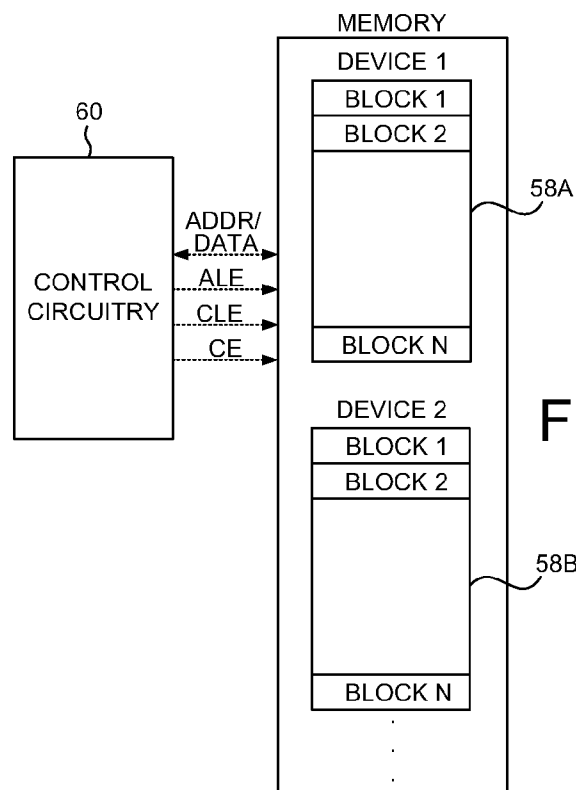 MEMORY
DEVICE 1
BLOCK 1
BLOCK 2
58A
BLOCK N
60
CONTROL
CIRCUITRY
ADDR/
DATA
ALE
CLE
CE
DEVICE 2
BLOCK 1
BLOCK 2
58B
BLOCK N
F